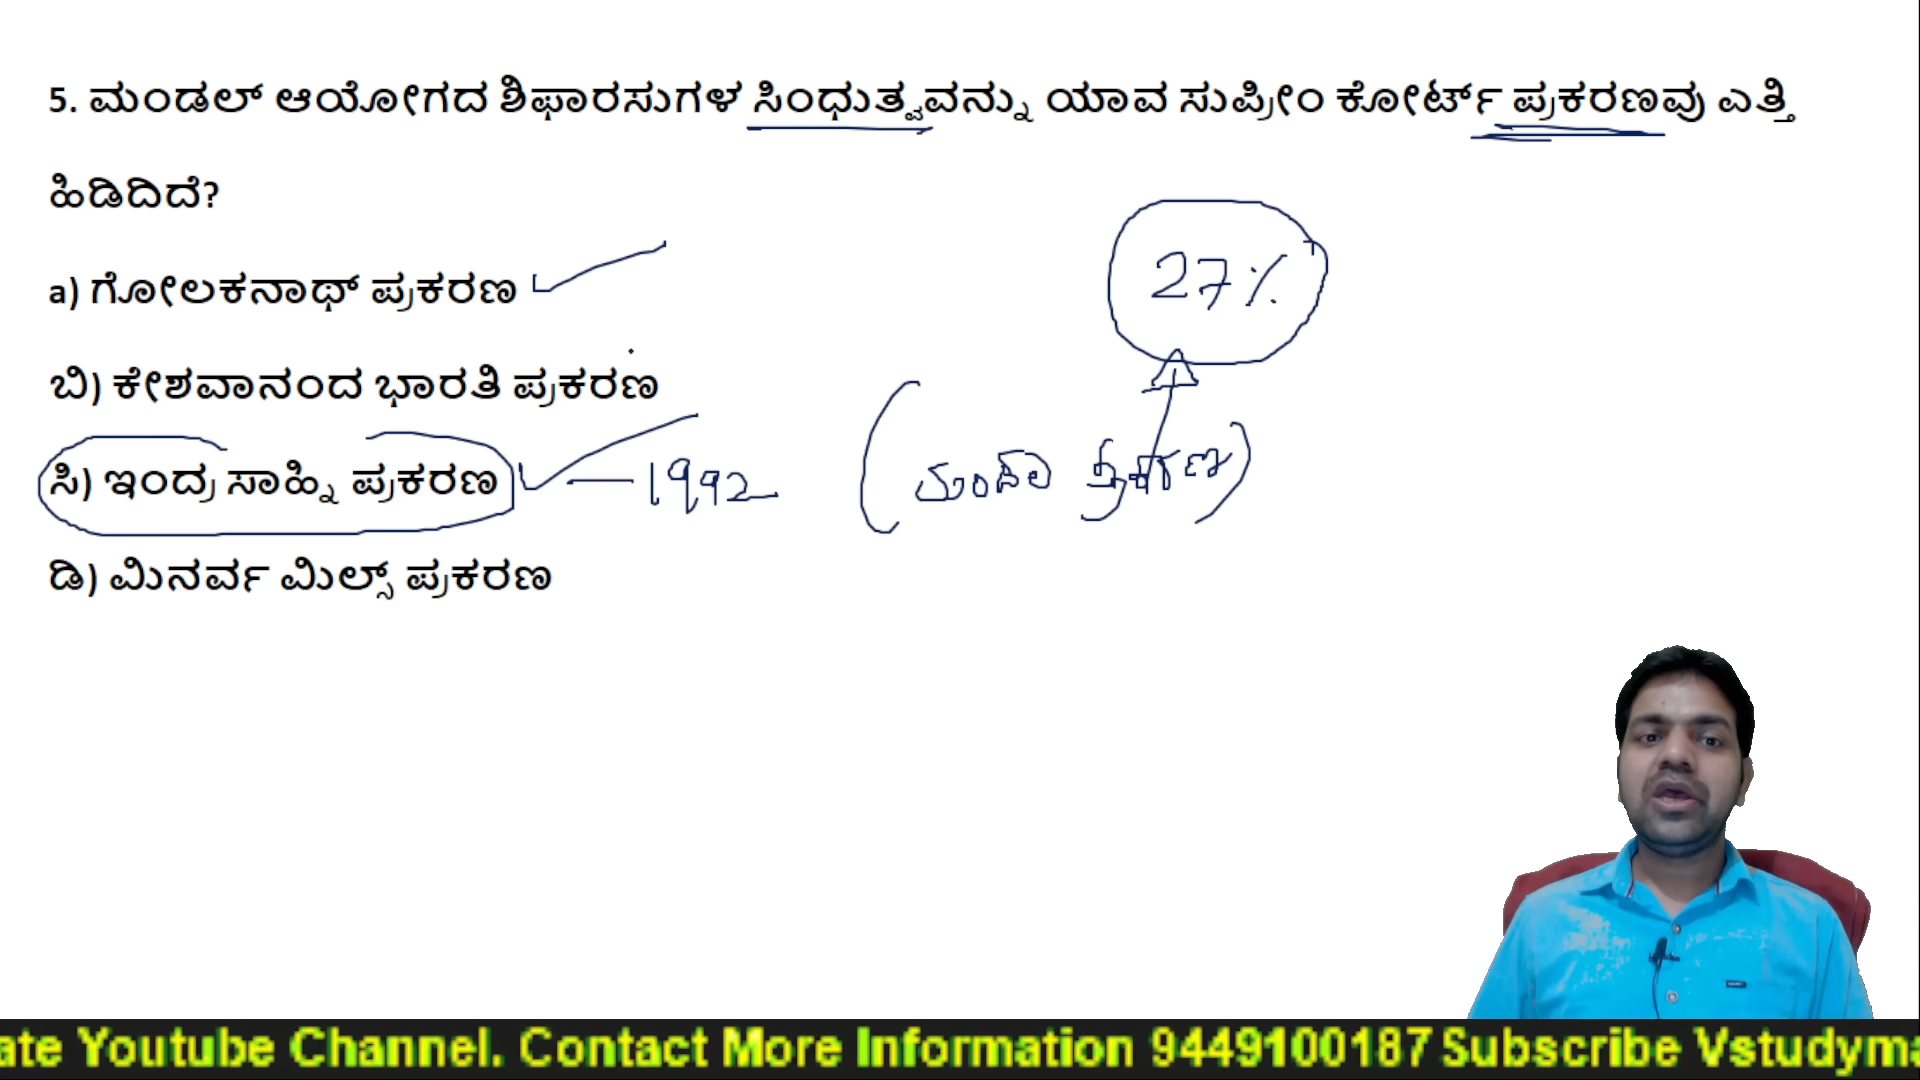 5. ಮಂಡಲ್ ಆಯೋಗದ ಶಿಫಾರಸುಗಳ ಸಿಂಧುತ್ವವನ್ನು ಯಾವ ಸುಪ್ರೀಂ ಕೋರ್ಟ್ ಪ್ರಕರಣವು ಎತ್ತಿ
ಹಿಡಿದಿದೆ?
27%
a) ಗೋಲಕನಾಥ್ ಪ್ರಕರಣ
ಬಿ) ಕೇಶವಾನಂದ ಭಾರತಿ ಪ್ರಕರಣ
ಸಿ) ಇಂದ್ರ ಸಾಹ್ನಿ ಪ್ರಕರಣ — 1992
ಡಿ) ಮಿನರ್ವ ಮಿಲ್ಸ್ ಪ್ರಕರಣ
ate Youtube Channel. Contact More Information 9449100187 Subscribe Vstudyma